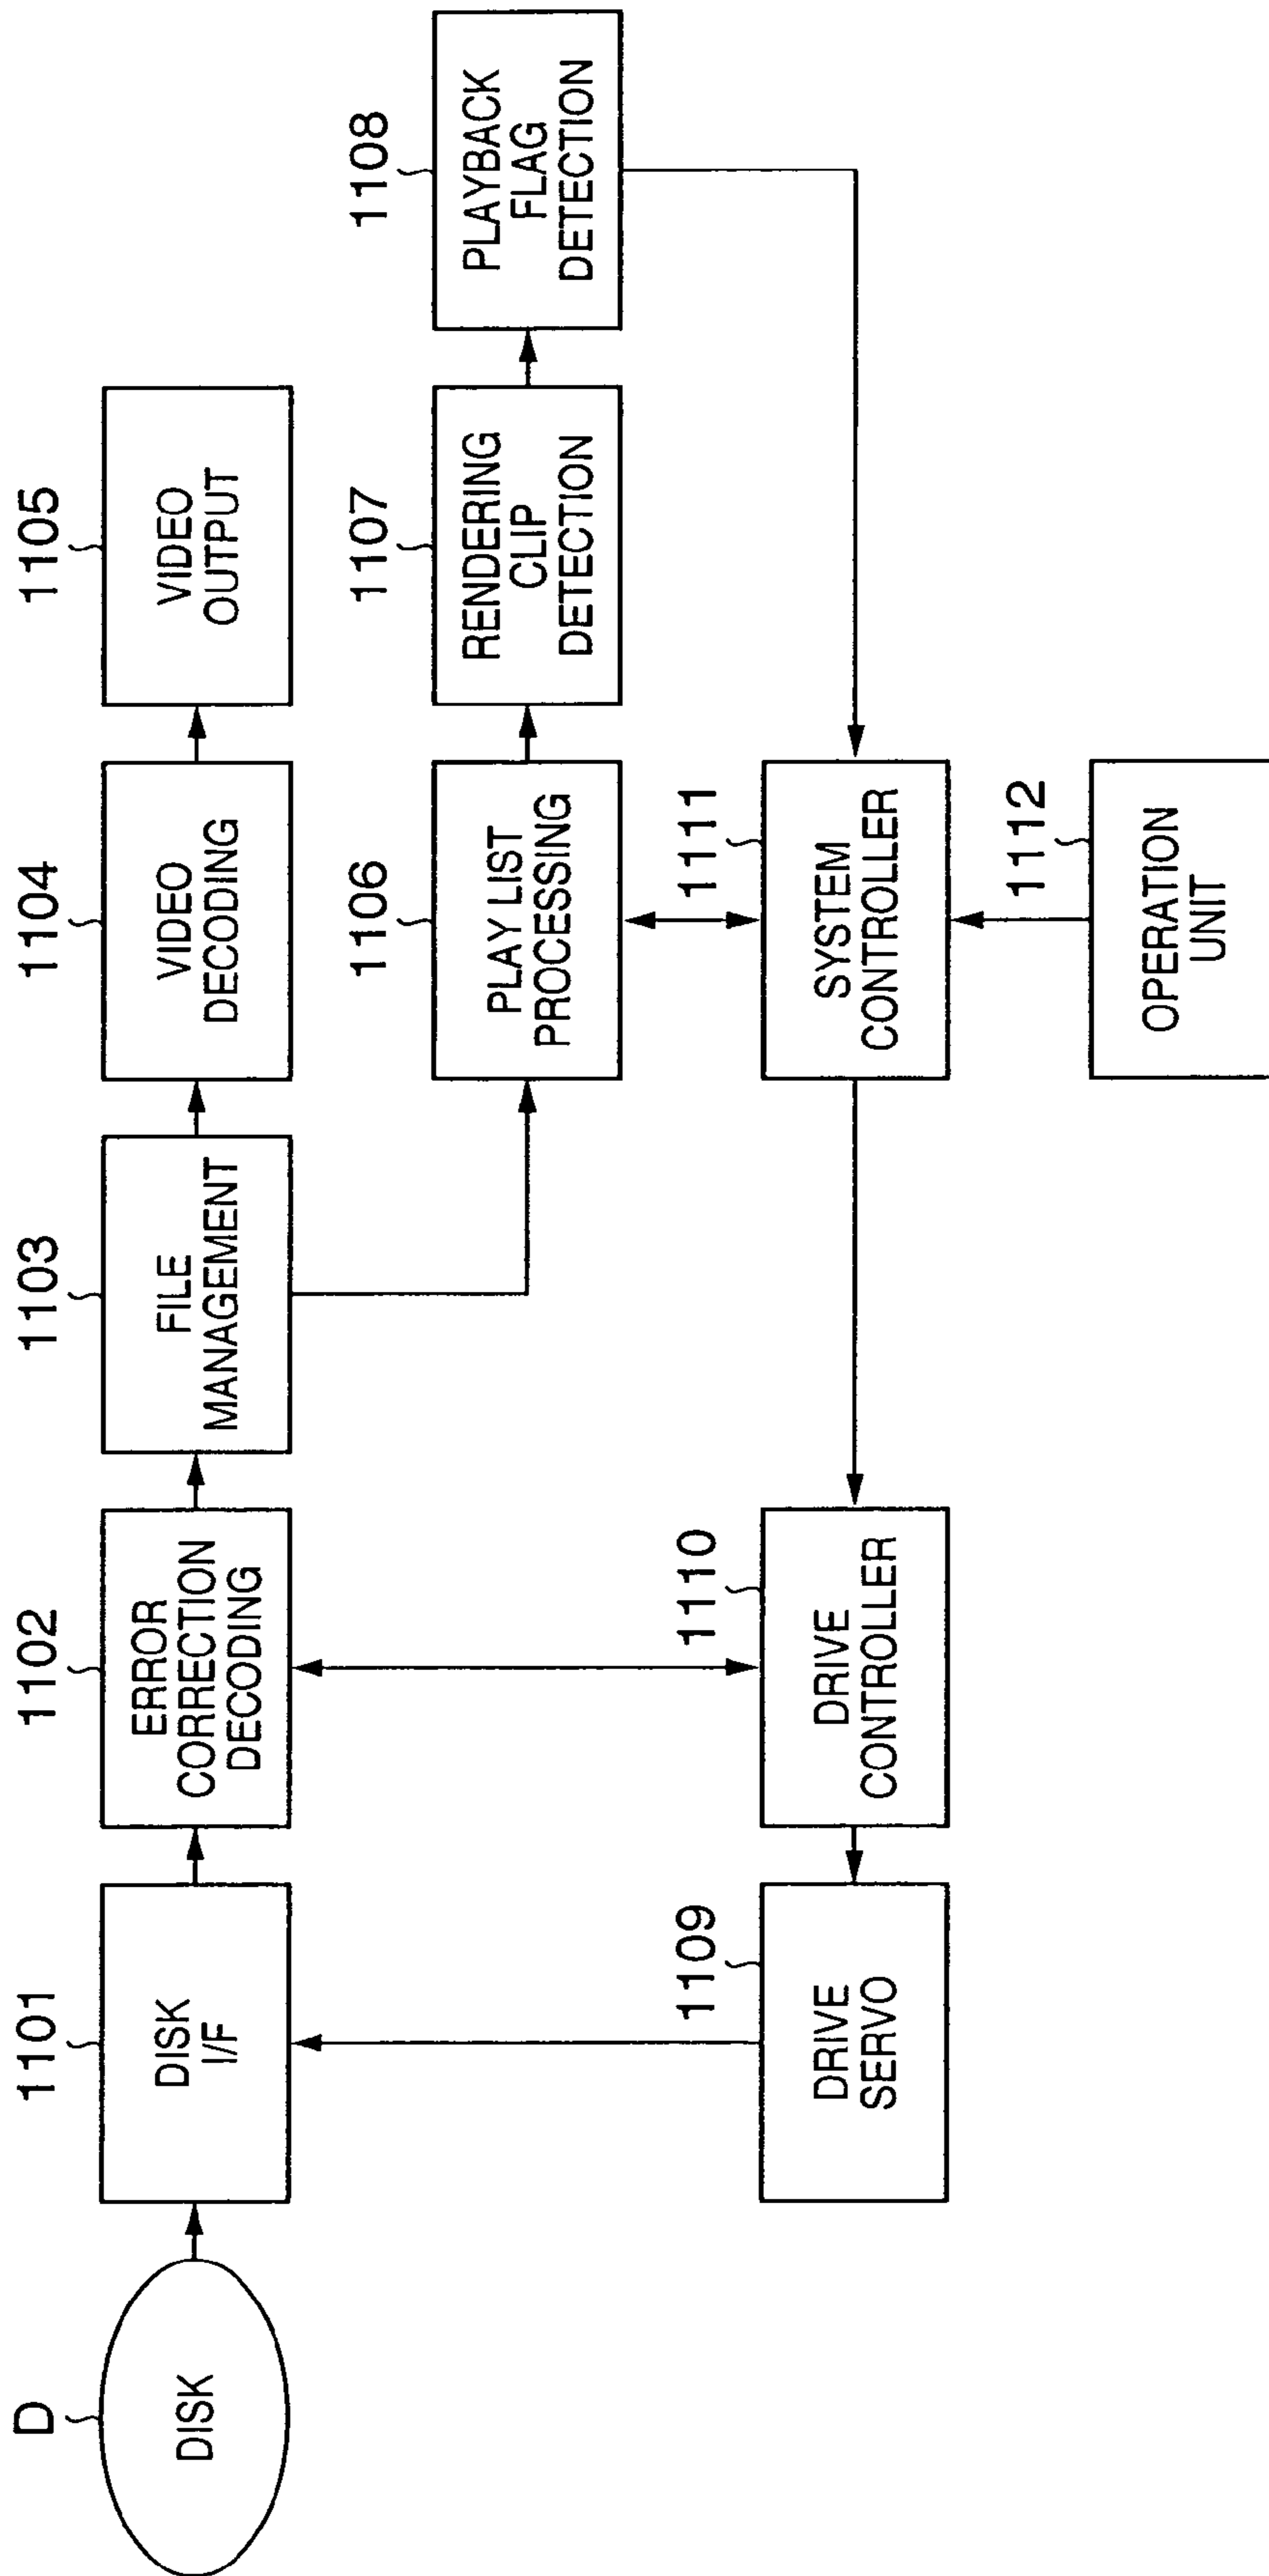 D
DISK
1101
DISK
I/F
1102
ERROR
CORRECTION
DECODING
1103
FILE
MANAGEMENT
1104
VIDEO
DECODING
1105
VIDEO
OUTPUT
1106
PLAY LIST
PROCESSING
1107
RENDERING
CLIP
DETECTION
1108
PLAYBACK
FLAG
DETECTION
1109
DRIVE
SERVO
1110
DRIVE
CONTROLLER
1111
SYSTEM
CONTROLLER
1112
OPERATION
UNIT